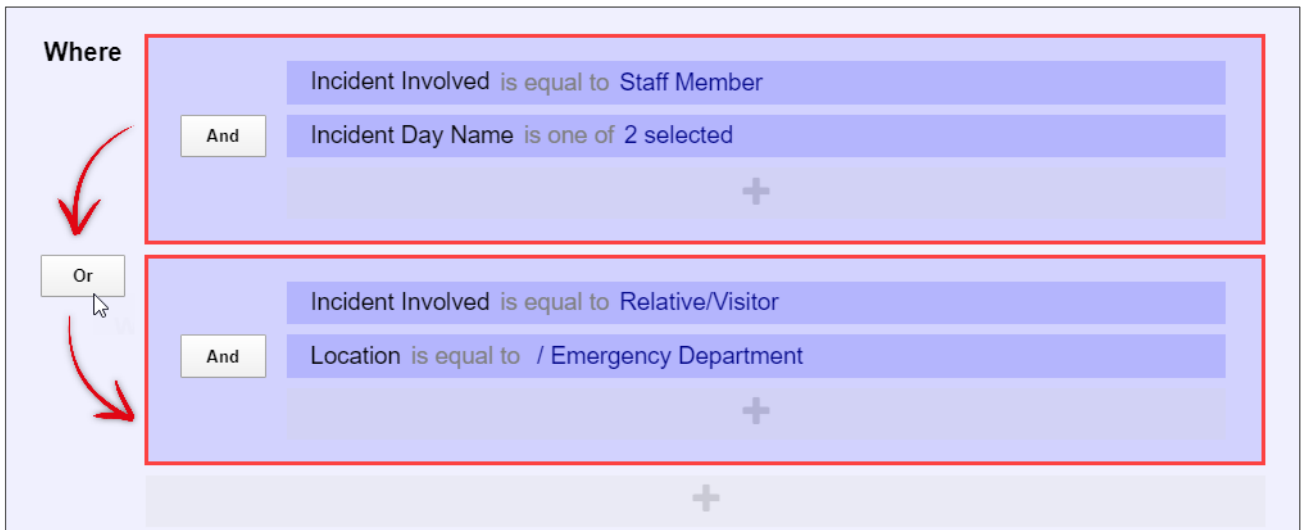 Where
Incident Involved is equal to Staff Member
And
Incident Day Name is one of 2 selected
Or
Incident Involved is equal to Relative/Visitor
And
Location is equal to / Emergency Department